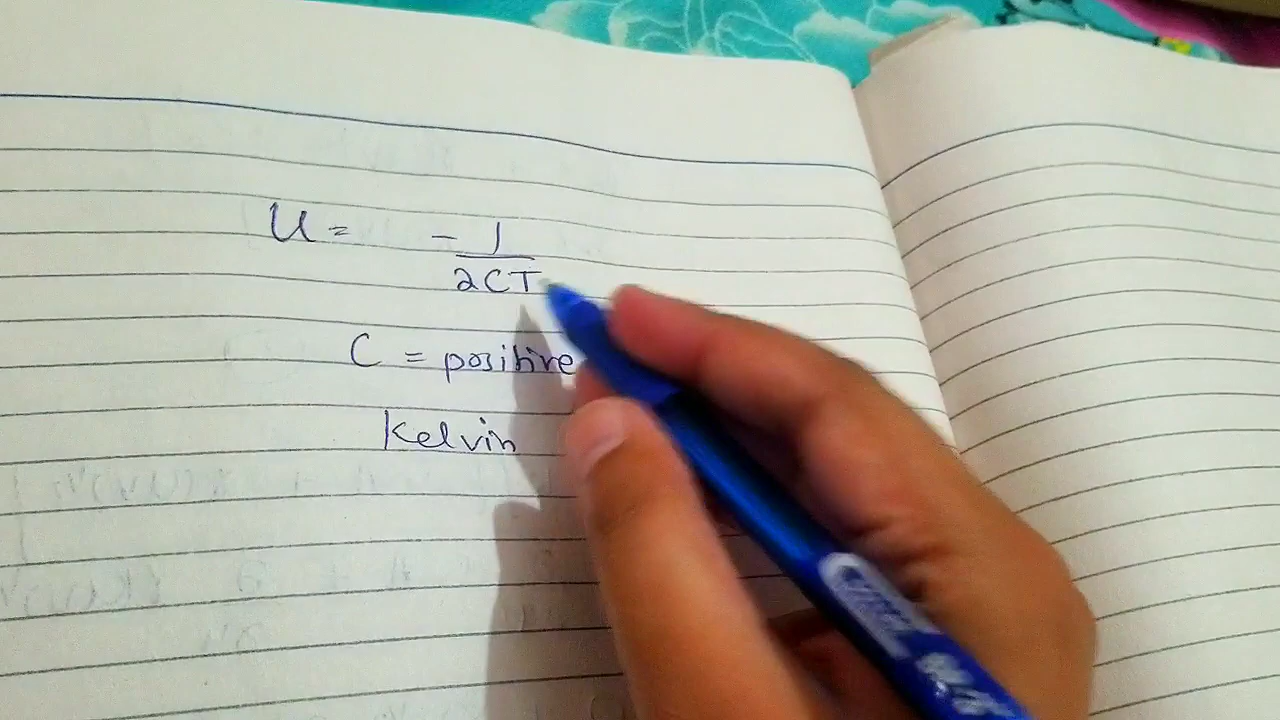 U = - 1
2CT
C = positive
Kelvin